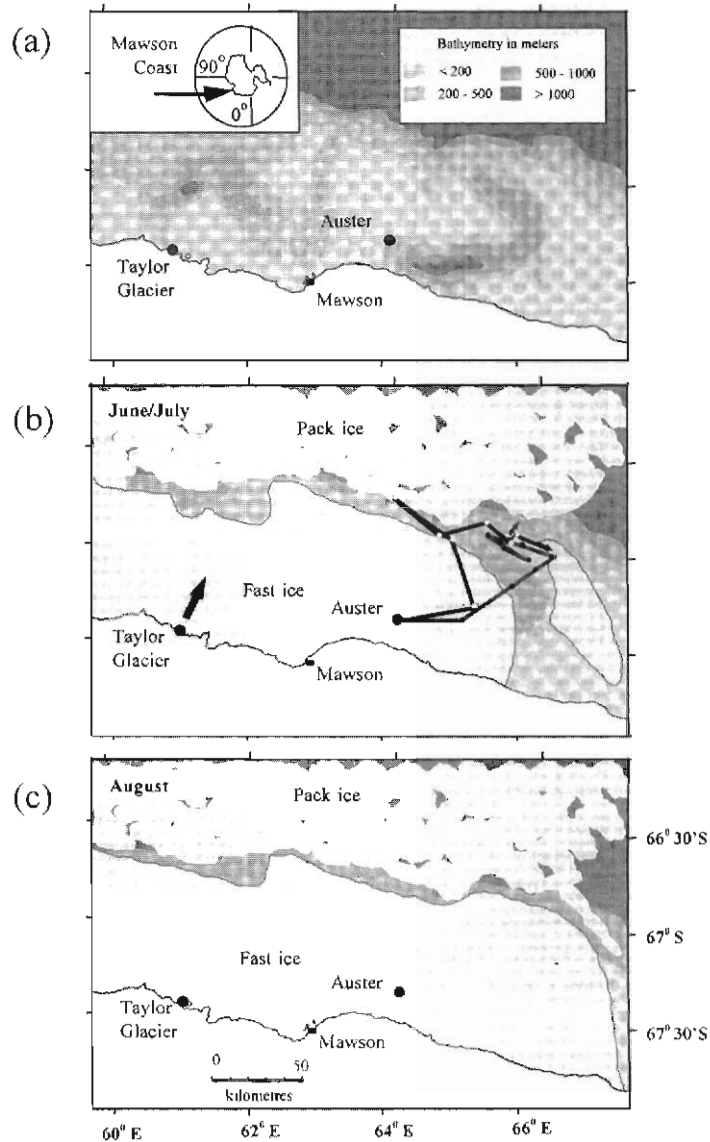 (a)
Mawson
Coast
90°
0°
Bathymetry in meters
< 200
500 - 1000
200 - 500
> 1000
Auster
Taylor
Glacier
Mawson
(b)
June/July
Pack ice
Fast ice
Auster
Taylor
Glacier
Mawson
(c)
August
Pack ice
66° 30'S
67° S
Fast ice
Auster
Taylor
Glacier
Mawson
67° 30'S
0
50
kilometres
60° E
62° E
64° E
66° E